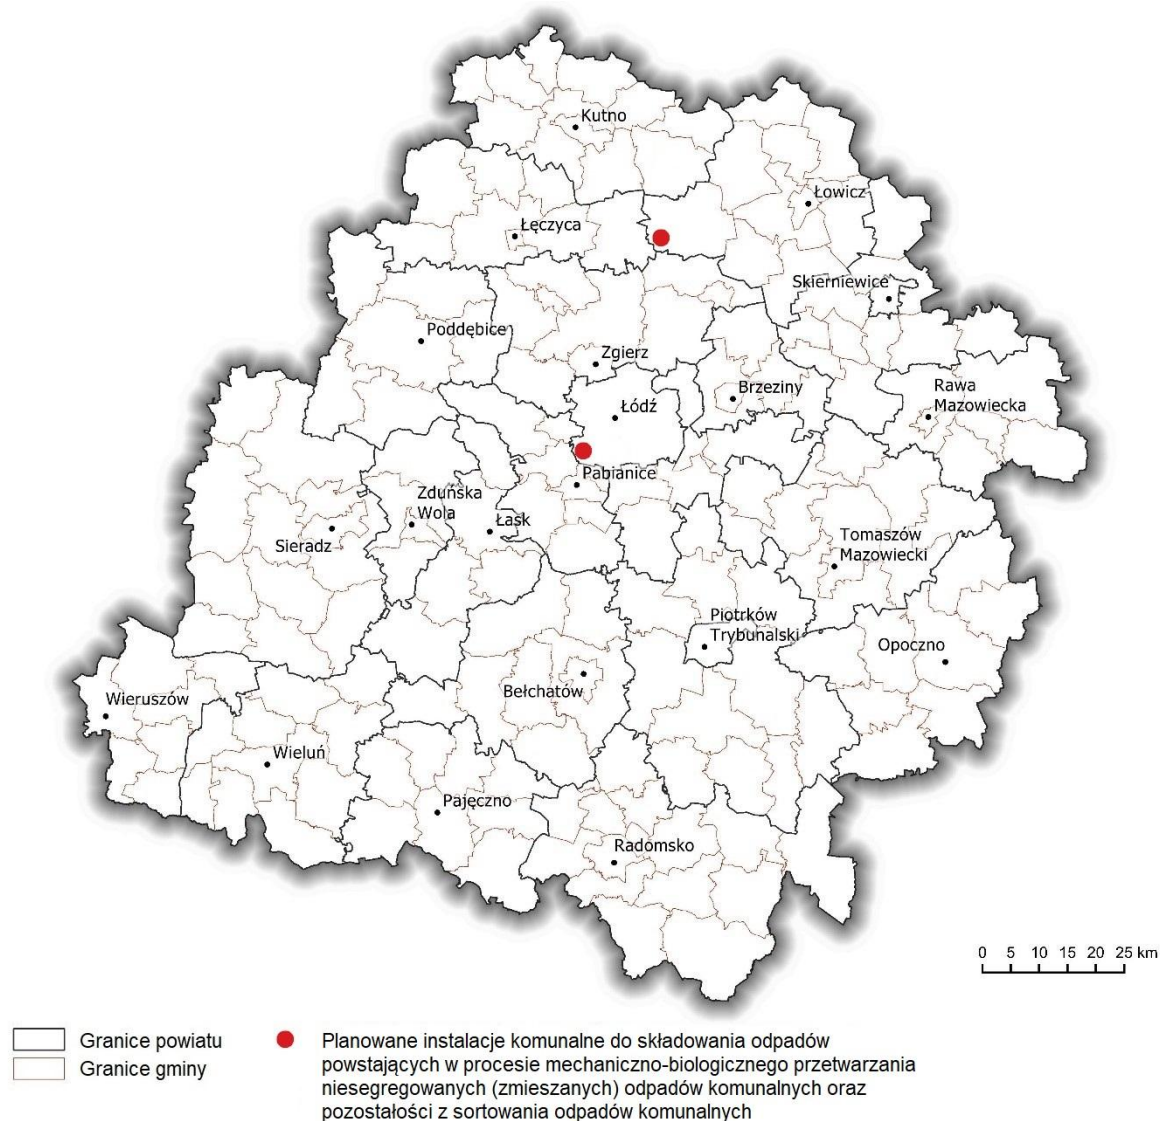 Kutno
Łowicz
Łęczyca
Skierniewice
Poddębice
Zgierz
Brzeziny
Rawa
Mazowiecka
Łódź
Pabianice
Zduńska
Wola
Łask
Sieradz
Tomaszów
Mazowiecki
Piotrków
Trybunalski
Opoczno
Bełchatów
Wieruszów
Wieluń
Pajęczno
Radomsko
0 5 10 15 20 25 km
Granice powiatu
Granice gminy
Planowane instalacje komunalne do składowania odpadów
powstających w procesie mechaniczno-biologicznego przetwarzania
niesegregowanych (zmieszanych) odpadów komunalnych oraz
pozostałości z sortowania odpadów komunalnych